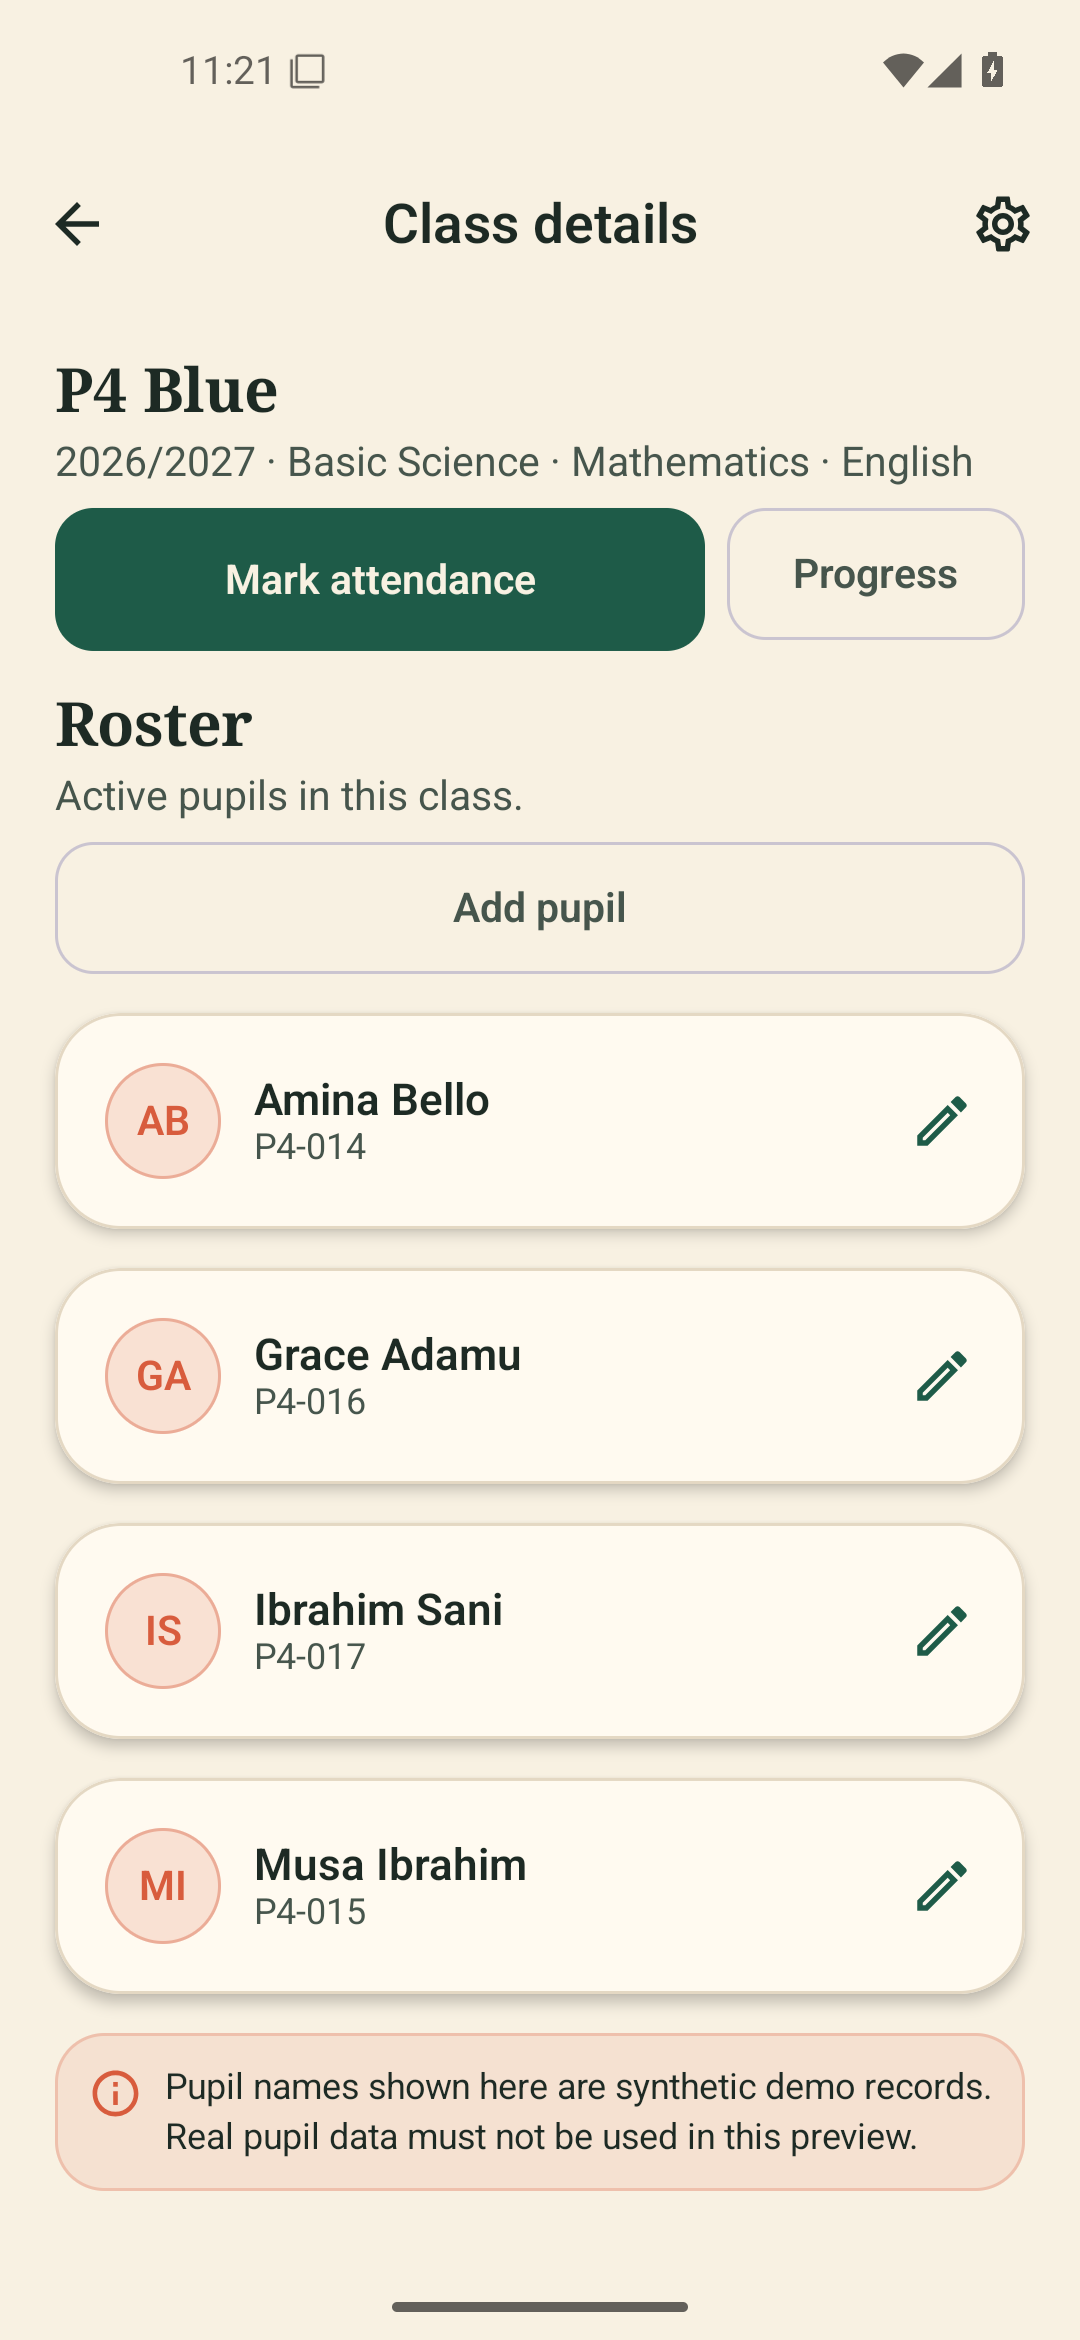 11:21
Class details
P4 Blue
2026/2027 · Basic Science · Mathematics · English
Mark attendance
Progress
Roster
Active pupils in this class.
Add pupil
AB
Amina Bello
P4-014
GA
Grace Adamu
P4-016
IS
Ibrahim Sani
P4-017
MI
Musa Ibrahim
P4-015
Pupil names shown here are synthetic demo records.
Real pupil data must not be used in this preview.